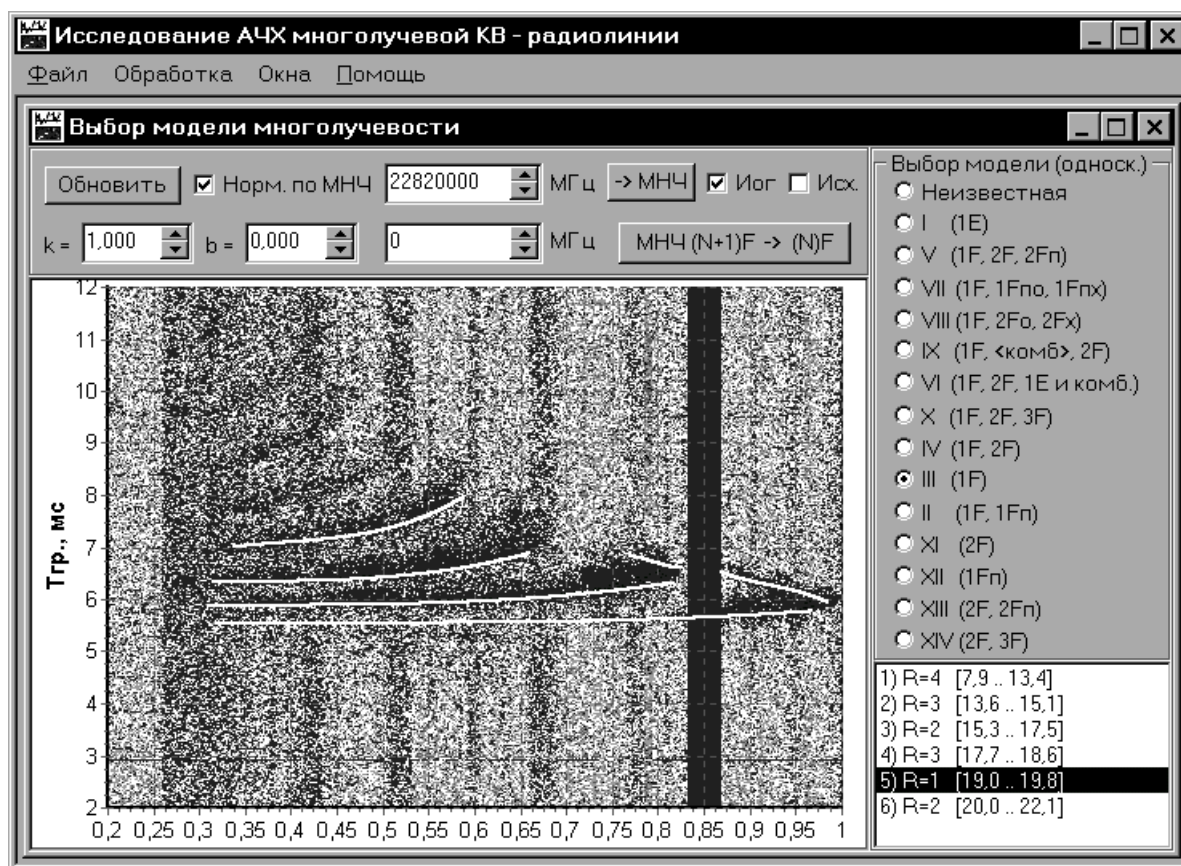 Исследование АЧХ многолучевой КВ - радиолинии
Файл Обработка Окна Помощь
Выбор модели многолучевости
Обновить Норм. по МНЧ 22820000 МГц -> МНЧ Иог Исх.
k = 1,000 b = 0,000 0 МГц МНЧ (N+1)F -> (N)F
Выбор модели (односк.)
Неизвестная
I (1E)
V (1F, 2F, 2Fп)
VII (1F, 1Fпо, 1Fпх)
VIII (1F, 2Fо, 2Fх)
IX (1F, <комб>, 2F)
VI (1F, 2F, 1E и комб.)
X (1F, 2F, 3F)
IV (1F, 2F)
III (1F)
II (1F, 1Fп)
XI (2F)
XII (1Fп)
XIII (2F, 2Fп)
XIV (2F, 3F)
1) R=4 [7,9 .. 13,4]
2) R=3 [13,6 .. 15,1]
3) R=2 [15,3 .. 17,5]
4) R=3 [17,7 .. 18,6]
5) R=1 [19,0 .. 19,8]
6) R=2 [20,0 .. 22,1]
Tгр., мс
12
11
10
9
8
7
6
5
4
3
2
0,2 0,25 0,3 0,35 0,4 0,45 0,5 0,55 0,6 0,65 0,7 0,75 0,8 0,85 0,9 0,95 1